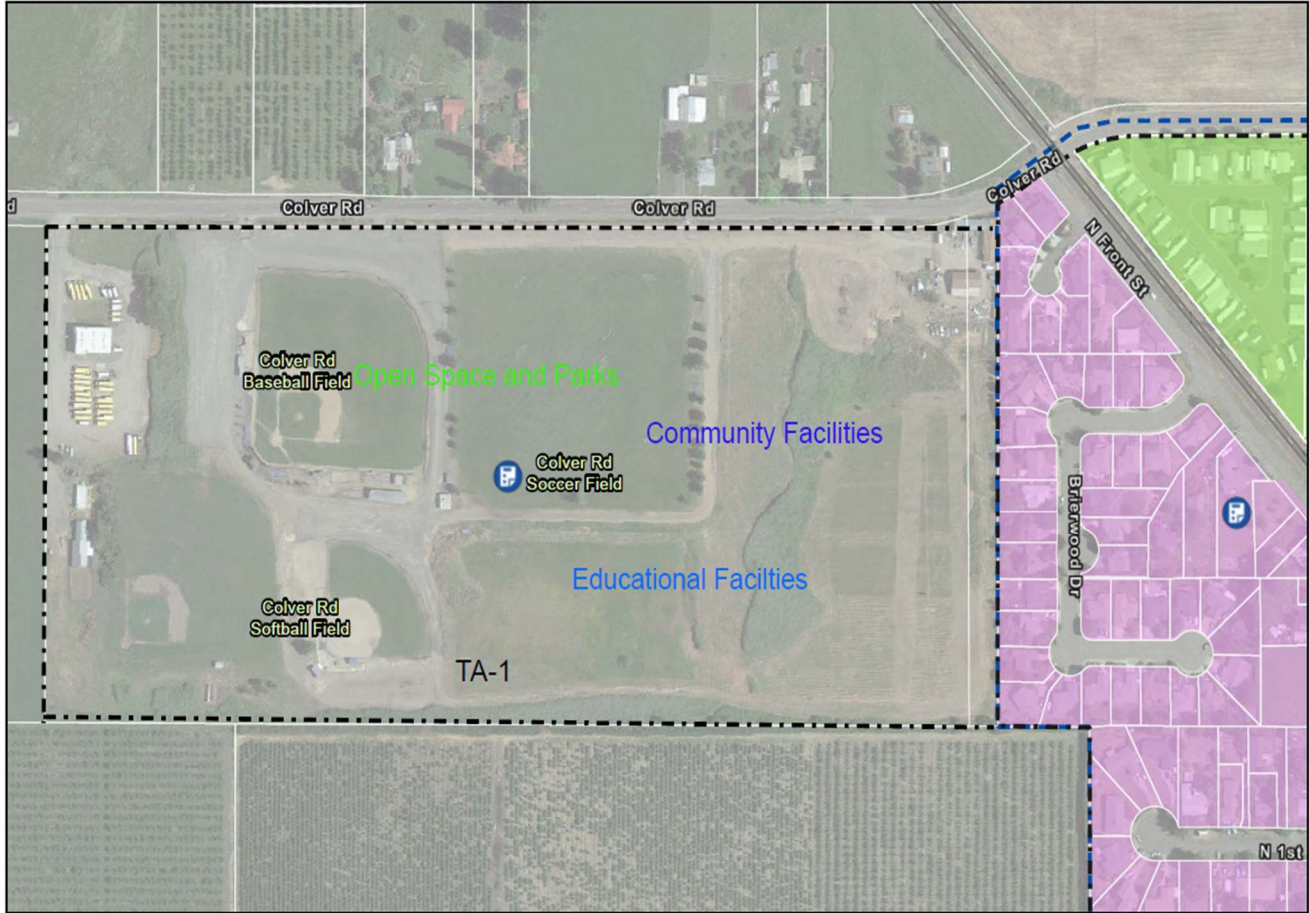 Colver Rd
d
Colver Rd
Colver Rd
N Front St
Colver Rd
Baseball Field
Open Space and Parks
Community Facilities
Colver Rd
Soccer Field
Brierwood Dr
Educational Facilties
Colver Rd
Softball Field
TA-1
N 1st